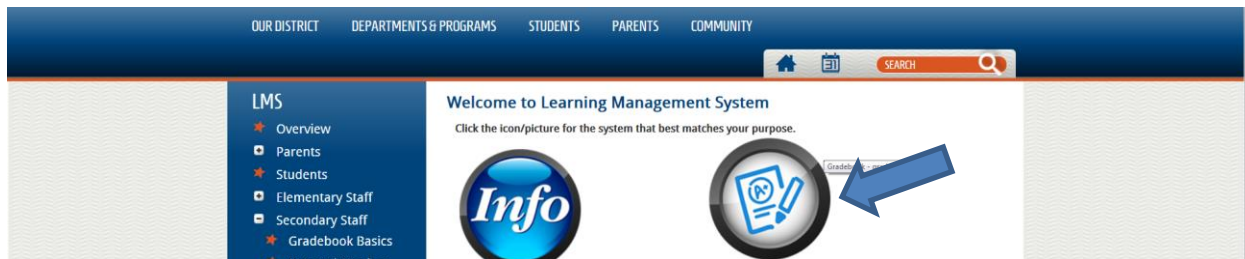 OUR DISTRICT DEPARTMENTS & PROGRAMS STUDENTS PARENTS COMMUNITY
31 SEARCH
LMS
Overview
Parents
Students
Elementary Staff
Secondary Staff
Gradebook Basics
Welcome to Learning Management System
Click the icon/picture for the system that best matches your purpose.
Info
A+